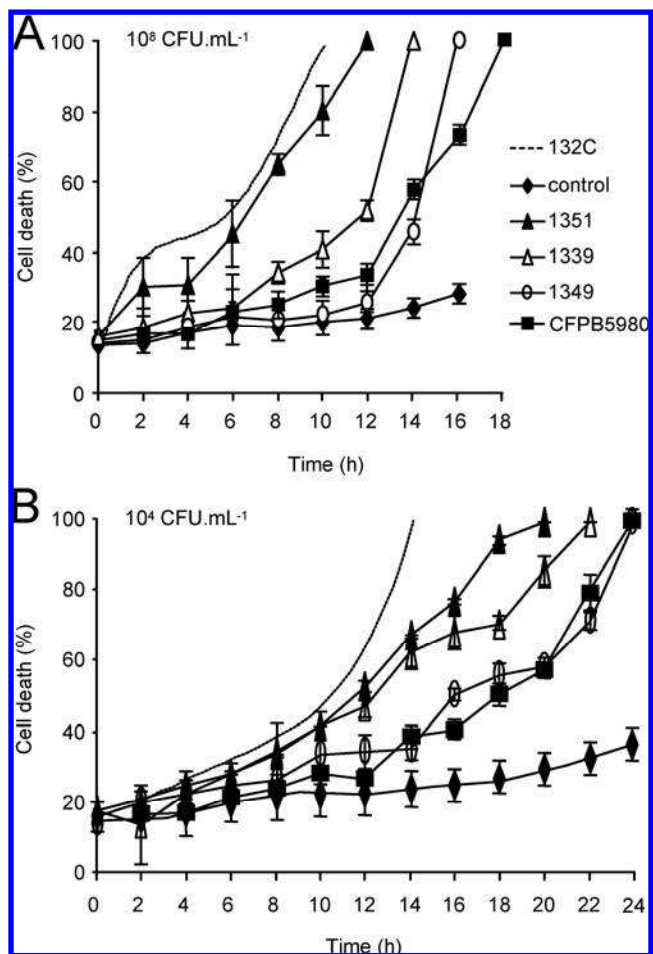 A
10⁸ CFU.mL⁻¹
100
80
60
40
20
0
Cell death (%)
0 2 4 6 8 10 12 14 16 18
Time (h)
132C
control
1351
1339
1349
CFPB5980
B
10⁴ CFU.mL⁻¹
100
80
60
40
20
0
Cell death (%)
0 2 4 6 8 10 12 14 16 18 20 22 24
Time (h)